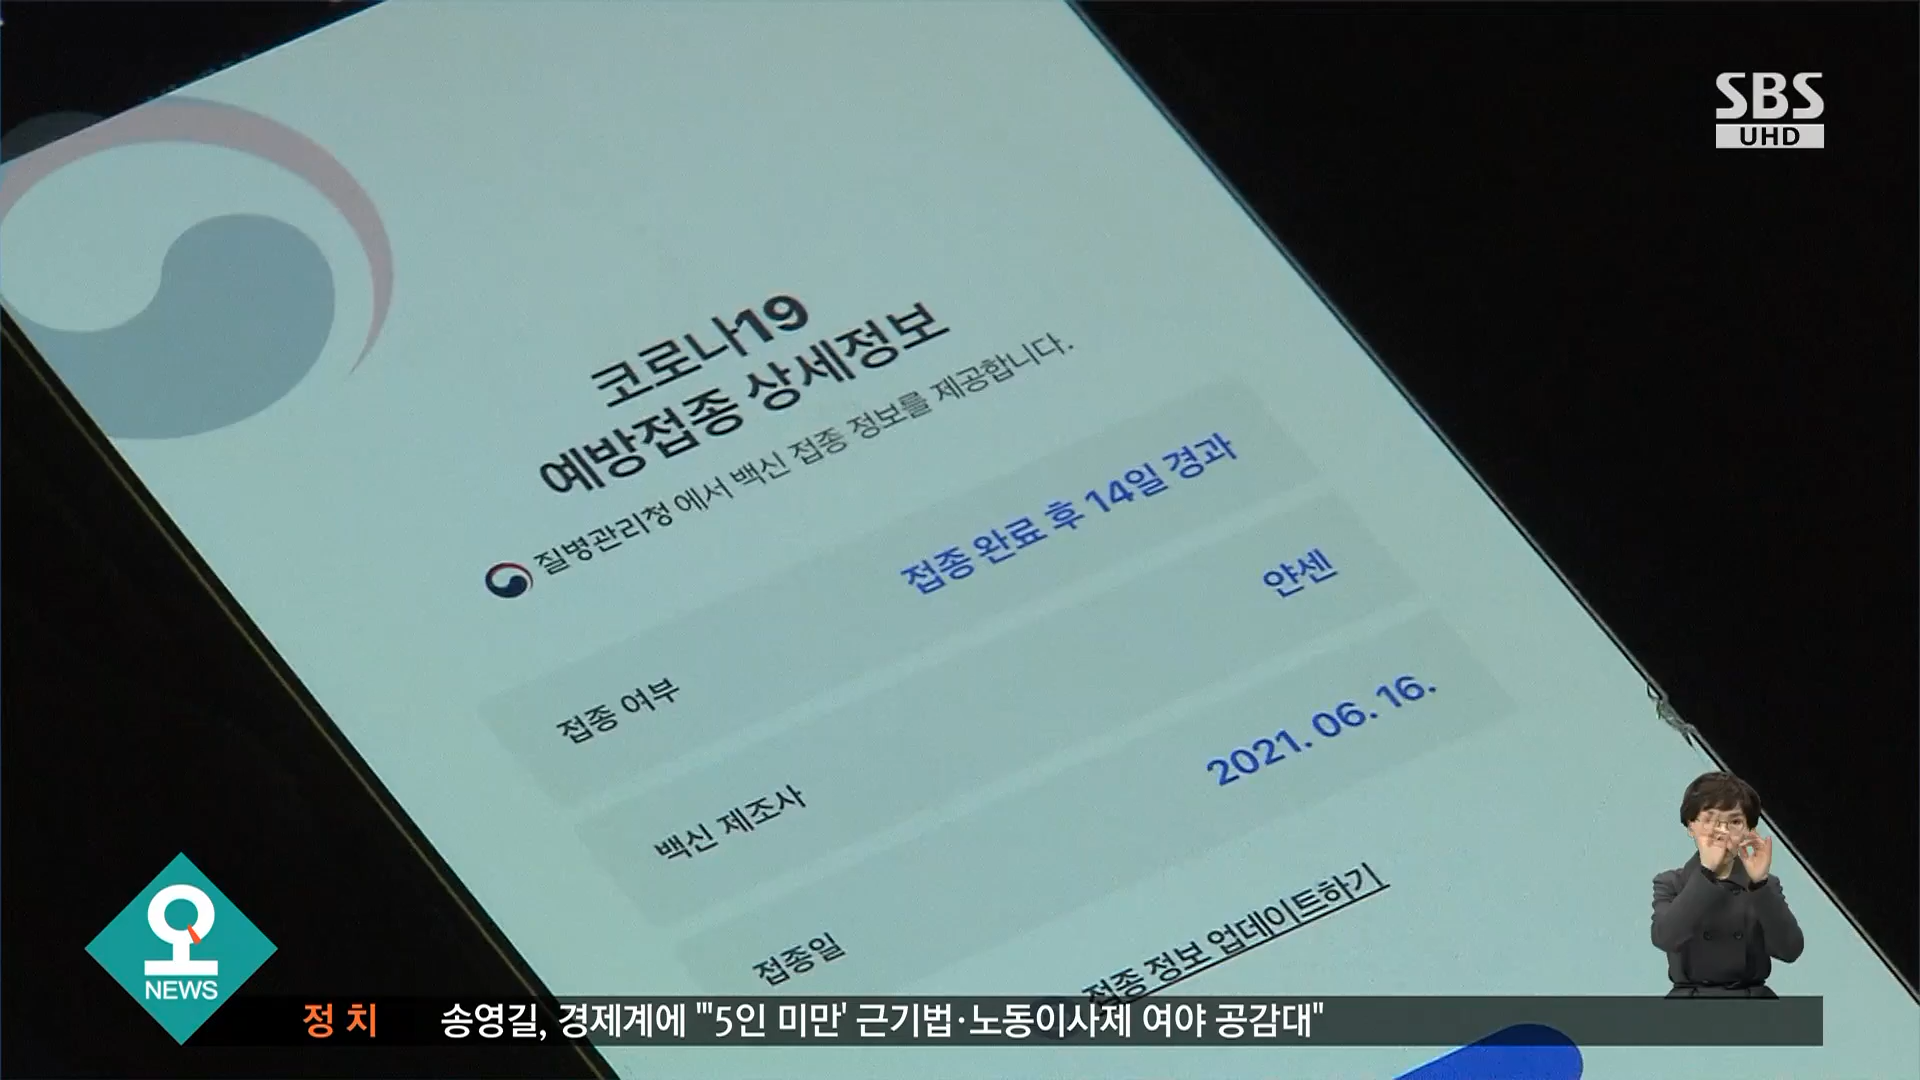 SBS
UHD
코로나19
예방접종 상세정보
질병관리청 에서 백신 접종 정보를 제공합니다.
접종 여부 접종 완료 후 14일 경과
백신 제조사 얀센
접종일 2021. 06. 16.
접종 정보 업데이트하기
오
NEWS
정치 송영길, 경제계에 "'5인 미만' 근기법·노동이사제 여야 공감대"